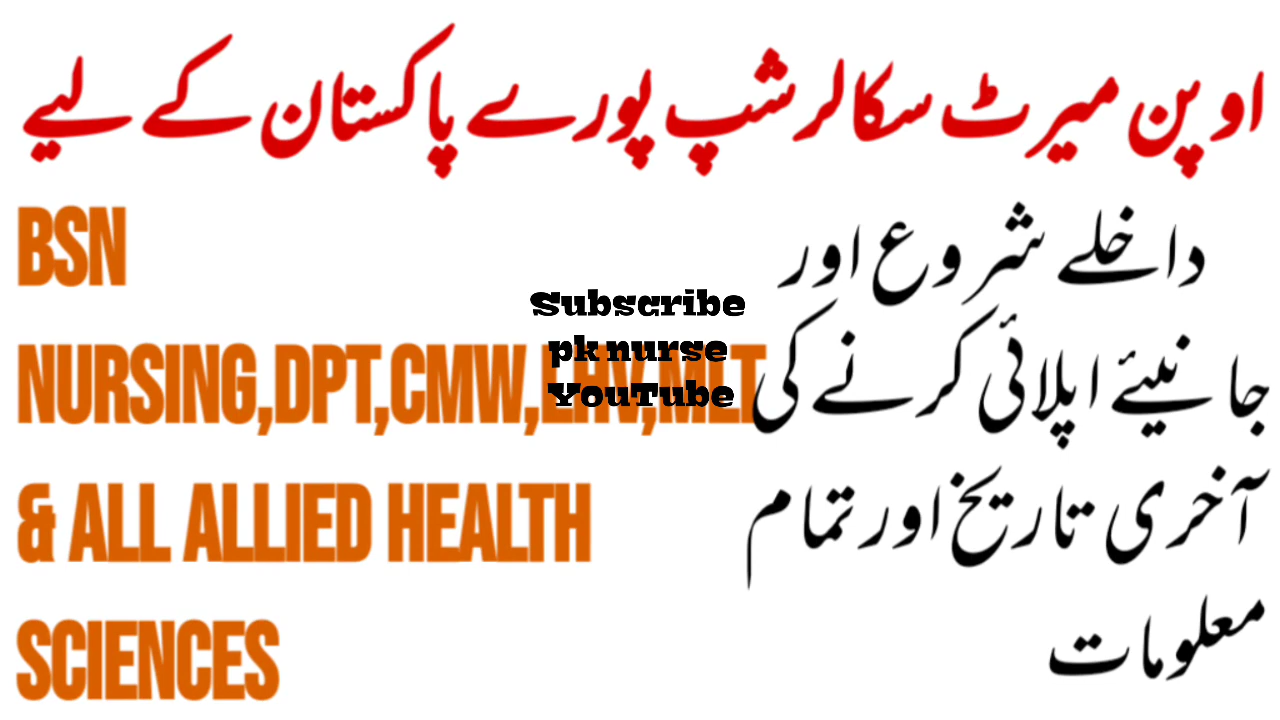 اوپن میرٹ سکالرشپ پورے پاکستان کے لیے
BSN
NURSING,DPT,CMW,LHV,MLT
& ALL ALLIED HEALTH
SCIENCES
Subscribe
pk nurse
YouTube
داخلے شروع اور
جانیئے اپلائی کرنے کی
آخری تاریخ اور تمام
معلومات